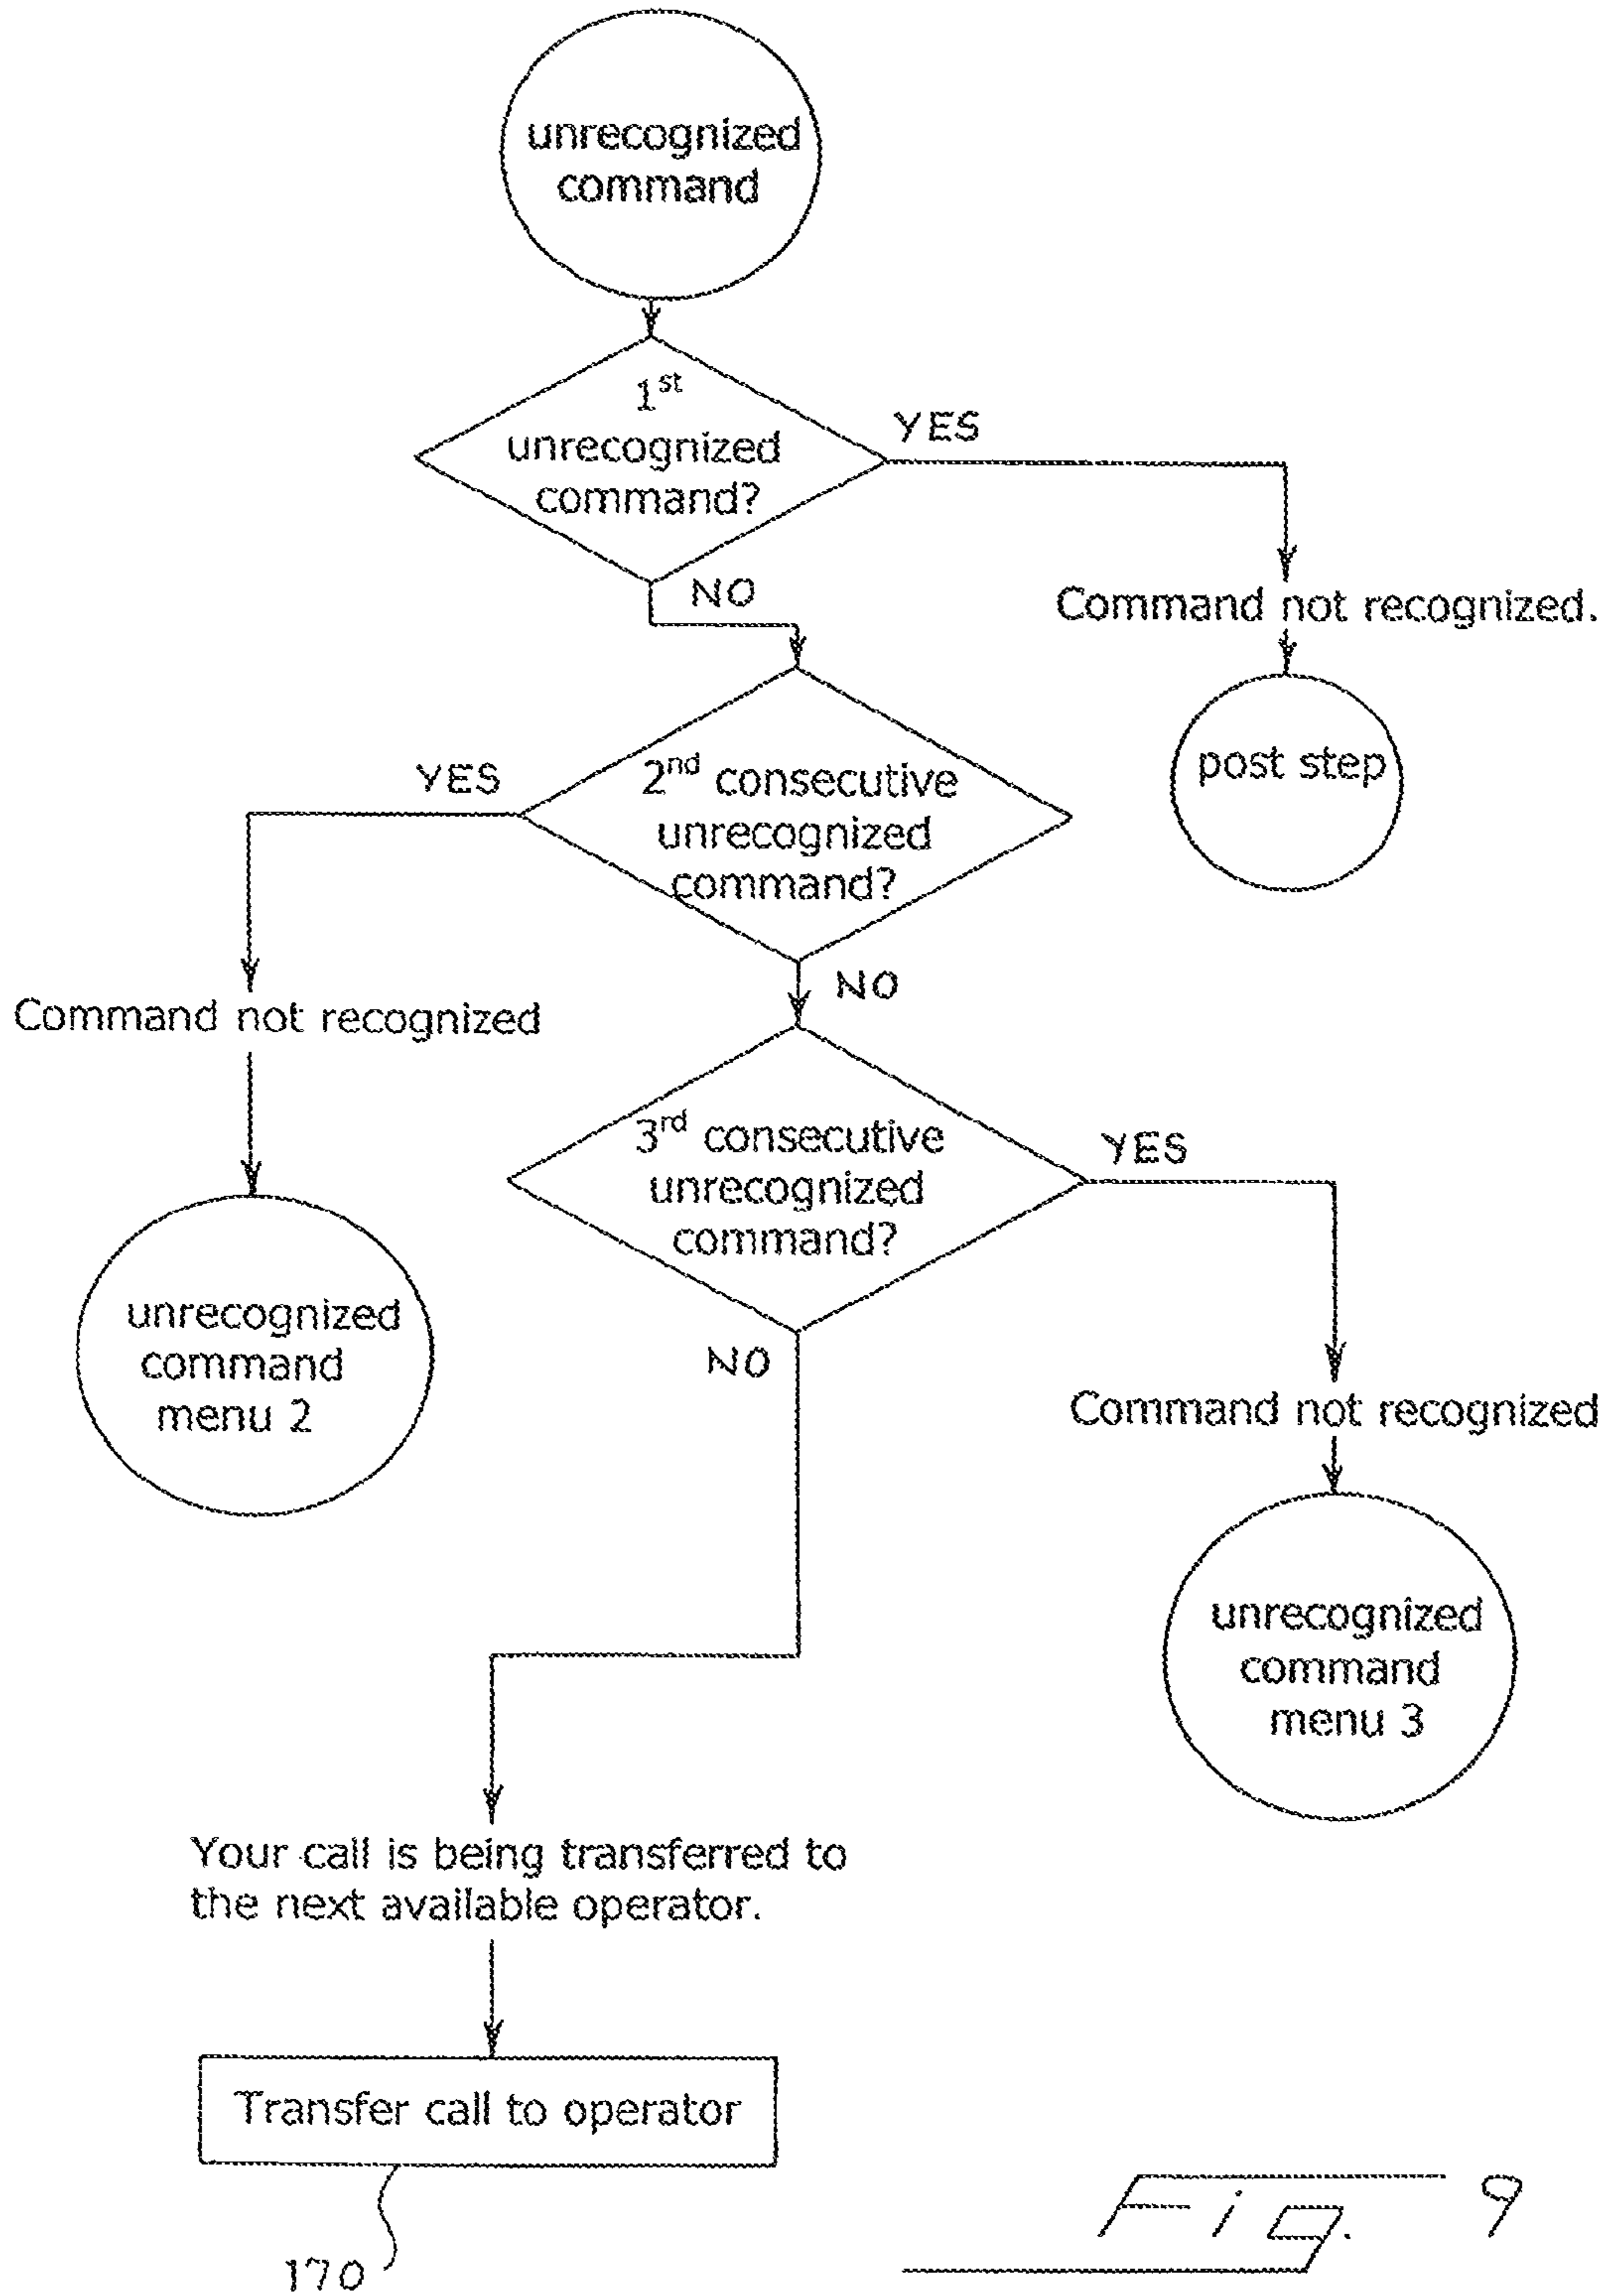 unrecognized
command
1st
unrecognized
command?
YES
NO
Command not recognized.
post step
2nd consecutive
unrecognized
command?
YES
NO
Command not recognized
unrecognized
command
menu 2
3rd consecutive
unrecognized
command?
YES
NO
Command not recognized
unrecognized
command
menu 3
Your call is being transferred to
the next available operator.
Transfer call to operator
170
Fig. 9